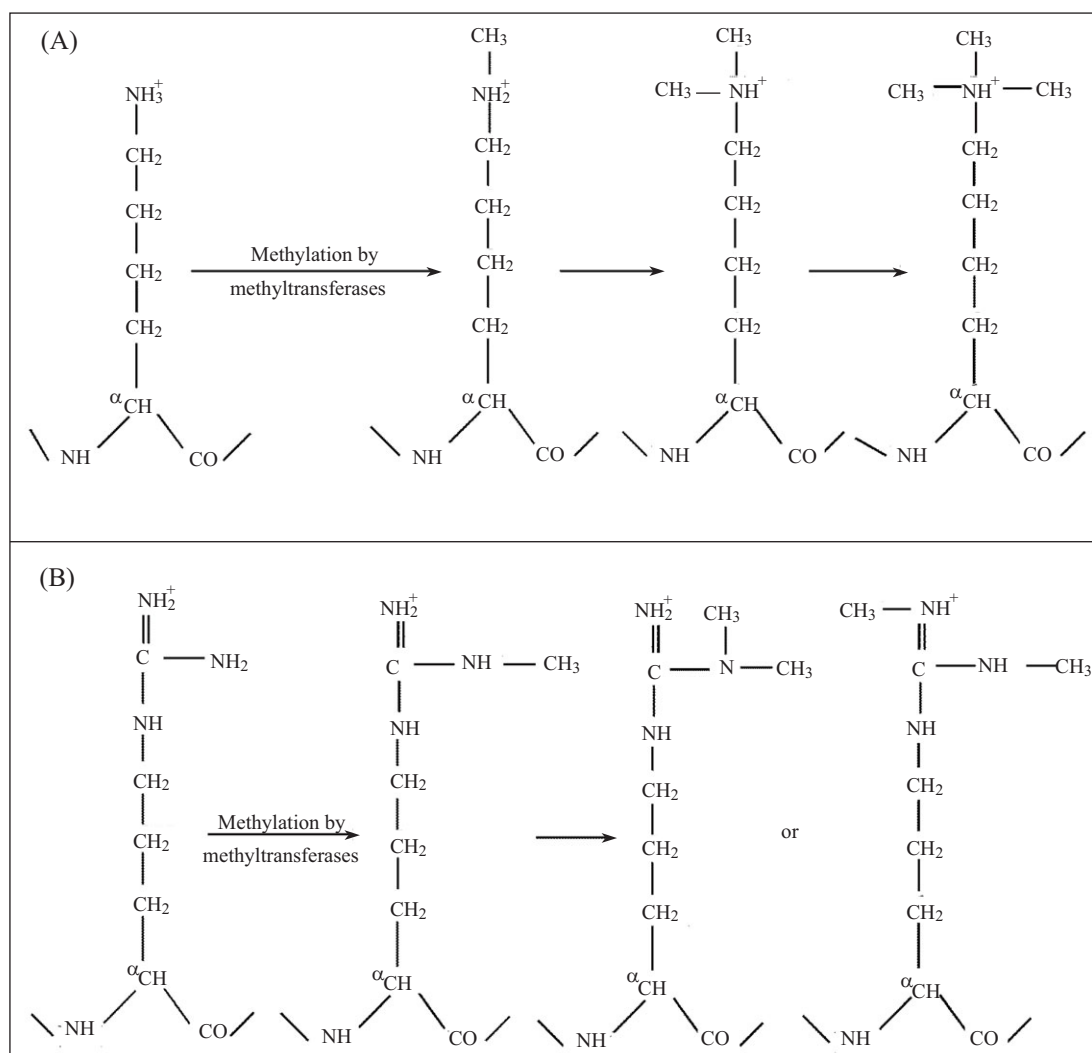 (A)
CH₃ CH₃ CH₃
NH₃⁺ NH₂⁺ CH₃ NH⁺ CH₃ NH⁺ CH₃
CH₂ CH₂ CH₂ CH₂
CH₂ CH₂ CH₂ CH₂
Methylation by
methyltransferases
CH₂ CH₂ CH₂ CH₂
CH₂ CH₂ CH₂ CH₂
αCH αCH αCH αCH
NH CO NH CO NH CO NH CO
(B)
NH₂⁺ NH₂⁺ NH₂⁺ CH₃ CH₃ NH⁺
C NH₂ C NH CH₃ C N CH₃ C NH CH₃
NH NH NH NH
CH₂ CH₂ CH₂ CH₂
Methylation by
methyltransferases
or
CH₂ CH₂ CH₂ CH₂
CH₂ CH₂ CH₂ CH₂
αCH αCH αCH αCH
NH CO NH CO NH CO NH CO